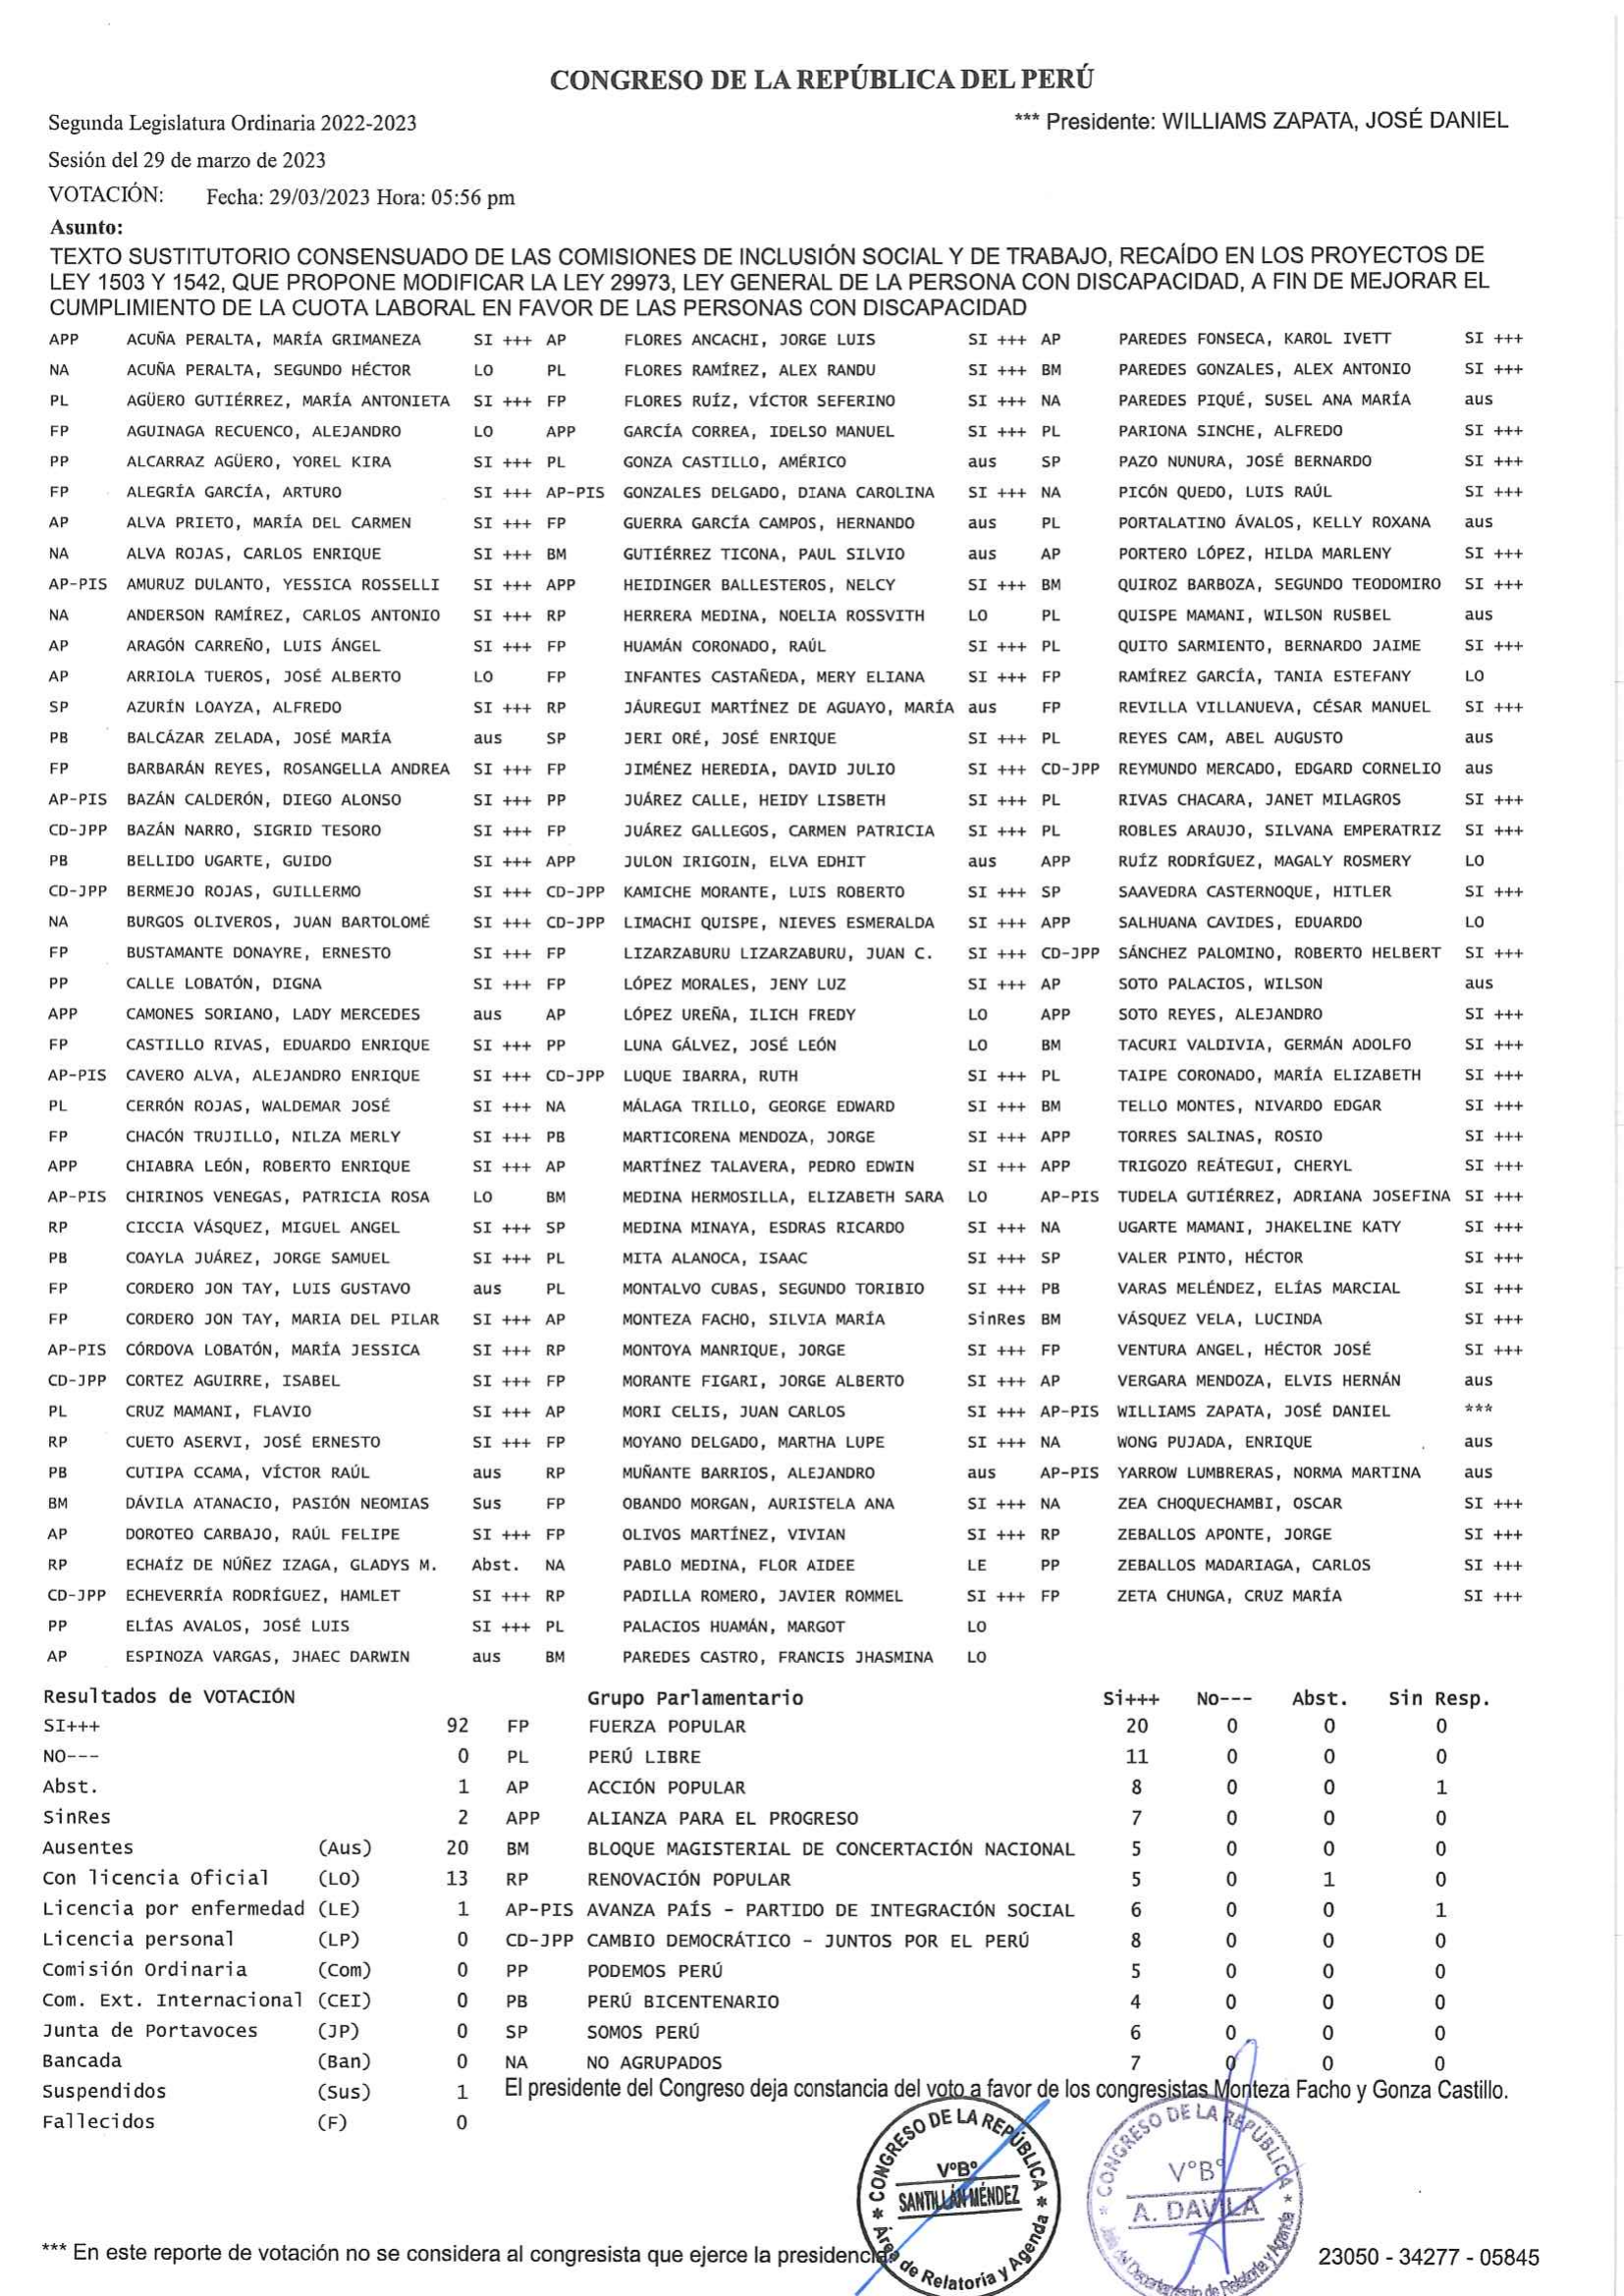 CONGRESO DE LA REPÚBLICA DEL PERÚ
Segunda Legislatura Ordinaria 2022-2023
*** Presidente: WILLIAMS ZAPATA, JOSÉ DANIEL
Sesión del 29 de marzo de 2023
VOTACIÓN: Fecha: 29/03/2023 Hora: 05:56 pm
Asunto:
TEXTO SUSTITUTORIO CONSENSUADO DE LAS COMISIONES DE INCLUSIÓN SOCIAL Y DE TRABAJO, RECAÍDO EN LOS PROYECTOS DE
LEY 1503 Y 1542, QUE PROPONE MODIFICAR LA LEY 29973, LEY GENERAL DE LA PERSONA CON DISCAPACIDAD, A FIN DE MEJORAR EL
CUMPLIMIENTO DE LA CUOTA LABORAL EN FAVOR DE LAS PERSONAS CON DISCAPACIDAD
APP ACUÑA PERALTA, MARÍA GRIMANEZA SI +++ AP FLORES ANCACHI, JORGE LUIS SI +++ AP PAREDES FONSECA, KAROL IVETT SI +++
NA ACUÑA PERALTA, SEGUNDO HÉCTOR LO PL FLORES RAMÍREZ, ALEX RANDU SI +++ BM PAREDES GONZALES, ALEX ANTONIO SI +++
PL AGÜERO GUTIÉRREZ, MARÍA ANTONIETA SI +++ FP FLORES RUÍZ, VÍCTOR SEFERINO SI +++ NA PAREDES PIQUÉ, SUSEL ANA MARÍA aus
FP AGUINAGA RECUENCO, ALEJANDRO LO APP GARCÍA CORREA, IDELSO MANUEL SI +++ PL PARIONA SINCHE, ALFREDO SI +++
PP ALCARRAZ AGÜERO, YOREL KIRA SI +++ PL GONZA CASTILLO, AMÉRICO aus SP PAZO NUNURA, JOSÉ BERNARDO SI +++
FP ALEGRÍA GARCÍA, ARTURO SI +++ AP-PIS GONZALES DELGADO, DIANA CAROLINA SI +++ NA PICÓN QUEDO, LUIS RAÚL SI +++
AP ALVA PRIETO, MARÍA DEL CARMEN SI +++ FP GUERRA GARCÍA CAMPOS, HERNANDO aus PL PORTALATINO ÁVALOS, KELLY ROXANA aus
NA ALVA ROJAS, CARLOS ENRIQUE SI +++ BM GUTIÉRREZ TICONA, PAUL SILVIO aus AP PORTERO LÓPEZ, HILDA MARLENY SI +++
AP-PIS AMURUZ DULANTO, YESSICA ROSSELLI SI +++ APP HEIDINGER BALLESTEROS, NELCY SI +++ BM QUIROZ BARBOZA, SEGUNDO TEODOMIRO SI +++
NA ANDERSON RAMÍREZ, CARLOS ANTONIO SI +++ RP HERRERA MEDINA, NOELIA ROSSVITH LO PL QUISPE MAMANI, WILSON RUSBEL aus
AP ARAGÓN CARREÑO, LUIS ÁNGEL SI +++ FP HUAMÁN CORONADO, RAÚL SI +++ PL QUITO SARMIENTO, BERNARDO JAIME SI +++
AP ARRIOLA TUEROS, JOSÉ ALBERTO LO FP INFANTES CASTAÑEDA, MERY ELIANA SI +++ FP RAMÍREZ GARCÍA, TANIA ESTEFANY LO
SP AZURÍN LOAYZA, ALFREDO SI +++ RP JÁUREGUI MARTÍNEZ DE AGUAYO, MARÍA aus FP REVILLA VILLANUEVA, CÉSAR MANUEL SI +++
PB BALCÁZAR ZELADA, JOSÉ MARÍA aus SP JERI ORÉ, JOSÉ ENRIQUE SI +++ PL REYES CAM, ABEL AUGUSTO aus
FP BARBARÁN REYES, ROSANGELLA ANDREA SI +++ FP JIMÉNEZ HEREDIA, DAVID JULIO SI +++ CD-JPP REYMUNDO MERCADO, EDGARD CORNELIO aus
AP-PIS BAZÁN CALDERÓN, DIEGO ALONSO SI +++ PP JUÁREZ CALLE, HEIDY LISBETH SI +++ PL RIVAS CHACARA, JANET MILAGROS SI +++
CD-JPP BAZÁN NARRO, SIGRID TESORO SI +++ FP JUÁREZ GALLEGOS, CARMEN PATRICIA SI +++ PL ROBLES ARAUJO, SILVANA EMPERATRIZ SI +++
PB BELLIDO UGARTE, GUIDO SI +++ APP JULON IRIGOIN, ELVA EDHIT aus APP RUÍZ RODRÍGUEZ, MAGALY ROSMERY LO
CD-JPP BERMEJO ROJAS, GUILLERMO SI +++ CD-JPP KAMICHE MORANTE, LUIS ROBERTO SI +++ SP SAAVEDRA CASTERNOQUE, HITLER SI +++
NA BURGOS OLIVEROS, JUAN BARTOLOMÉ SI +++ CD-JPP LIMACHI QUISPE, NIEVES ESMERALDA SI +++ APP SALHUANA CAVIDES, EDUARDO LO
FP BUSTAMANTE DONAYRE, ERNESTO SI +++ FP LIZARZABURU LIZARZABURU, JUAN C. SI +++ CD-JPP SÁNCHEZ PALOMINO, ROBERTO HELBERT SI +++
PP CALLE LOBATÓN, DIGNA SI +++ FP LÓPEZ MORALES, JENY LUZ SI +++ AP SOTO PALACIOS, WILSON aus
APP CAMONES SORIANO, LADY MERCEDES aus AP LÓPEZ UREÑA, ILICH FREDY LO APP SOTO REYES, ALEJANDRO SI +++
FP CASTILLO RIVAS, EDUARDO ENRIQUE SI +++ PP LUNA GÁLVEZ, JOSÉ LEÓN LO BM TACURI VALDIVIA, GERMÁN ADOLFO SI +++
AP-PIS CAVERO ALVA, ALEJANDRO ENRIQUE SI +++ CD-JPP LUQUE IBARRA, RUTH SI +++ PL TAIPE CORONADO, MARÍA ELIZABETH SI +++
PL CERRÓN ROJAS, WALDEMAR JOSÉ SI +++ NA MÁLAGA TRILLO, GEORGE EDWARD SI +++ BM TELLO MONTES, NIVARDO EDGAR SI +++
FP CHACÓN TRUJILLO, NILZA MERLY SI +++ PB MARTICORENA MENDOZA, JORGE SI +++ APP TORRES SALINAS, ROSIO SI +++
APP CHIABRA LEÓN, ROBERTO ENRIQUE SI +++ AP MARTÍNEZ TALAVERA, PEDRO EDWIN SI +++ APP TRIGOZO REÁTEGUI, CHERYL SI +++
AP-PIS CHIRINOS VENEGAS, PATRICIA ROSA LO BM MEDINA HERMOSILLA, ELIZABETH SARA LO AP-PIS TUDELA GUTIÉRREZ, ADRIANA JOSEFINA SI +++
RP CICCIA VÁSQUEZ, MIGUEL ANGEL SI +++ SP MEDINA MINAYA, ESDRAS RICARDO SI +++ NA UGARTE MAMANI, JHAKELINE KATY SI +++
PB COAYLA JUÁREZ, JORGE SAMUEL SI +++ PL MITA ALANOCA, ISAAC SI +++ SP VALER PINTO, HÉCTOR SI +++
FP CORDERO JON TAY, LUIS GUSTAVO aus PL MONTALVO CUBAS, SEGUNDO TORIBIO SI +++ PB VARAS MELÉNDEZ, ELÍAS MARCIAL SI +++
FP CORDERO JON TAY, MARIA DEL PILAR SI +++ AP MONTEZA FACHO, SILVIA MARÍA SinRes BM VÁSQUEZ VELA, LUCINDA SI +++
AP-PIS CÓRDOVA LOBATÓN, MARÍA JESSICA SI +++ RP MONTOYA MANRIQUE, JORGE SI +++ FP VENTURA ANGEL, HÉCTOR JOSÉ SI +++
CD-JPP CORTEZ AGUIRRE, ISABEL SI +++ FP MORANTE FIGARI, JORGE ALBERTO SI +++ AP VERGARA MENDOZA, ELVIS HERNÁN aus
PL CRUZ MAMANI, FLAVIO SI +++ AP MORI CELIS, JUAN CARLOS SI +++ AP-PIS WILLIAMS ZAPATA, JOSÉ DANIEL ***
RP CUETO ASERVI, JOSÉ ERNESTO SI +++ FP MOYANO DELGADO, MARTHA LUPE SI +++ NA WONG PUJADA, ENRIQUE aus
PB CUTIPA CCAMA, VÍCTOR RAÚL aus RP MUÑANTE BARRIOS, ALEJANDRO aus AP-PIS YARROW LUMBRERAS, NORMA MARTINA aus
BM DÁVILA ATANACIO, PASIÓN NEOMIAS Sus FP OBANDO MORGAN, AURISTELA ANA SI +++ NA ZEA CHOQUECHAMBI, OSCAR SI +++
AP DOROTEO CARBAJO, RAÚL FELIPE SI +++ FP OLIVOS MARTÍNEZ, VIVIAN SI +++ RP ZEBALLOS APONTE, JORGE SI +++
RP ECHAÍZ DE NÚÑEZ IZAGA, GLADYS M. Abst. NA PABLO MEDINA, FLOR AIDEE LE PP ZEBALLOS MADARIAGA, CARLOS SI +++
CD-JPP ECHEVERRÍA RODRÍGUEZ, HAMLET SI +++ RP PADILLA ROMERO, JAVIER ROMMEL SI +++ FP ZETA CHUNGA, CRUZ MARÍA SI +++
PP ELÍAS AVALOS, JOSÉ LUIS SI +++ PL PALACIOS HUAMÁN, MARGOT LO
AP ESPINOZA VARGAS, JHAEC DARWIN aus BM PAREDES CASTRO, FRANCIS JHASMINA LO
Resultados de VOTACIÓN Grupo Parlamentario Si+++ No--- Abst. Sin Resp.
SI+++ 92 FP FUERZA POPULAR 20 0 0 0
NO--- 0 PL PERÚ LIBRE 11 0 0 0
Abst. 1 AP ACCIÓN POPULAR 8 0 0 1
SinRes 2 APP ALIANZA PARA EL PROGRESO 7 0 0 0
Ausentes (Aus) 20 BM BLOQUE MAGISTERIAL DE CONCERTACIÓN NACIONAL 5 0 0 0
Con licencia Oficial (LO) 13 RP RENOVACIÓN POPULAR 5 0 1 0
Licencia por enfermedad (LE) 1 AP-PIS AVANZA PAÍS - PARTIDO DE INTEGRACIÓN SOCIAL 6 0 0 1
Licencia personal (LP) 0 CD-JPP CAMBIO DEMOCRÁTICO - JUNTOS POR EL PERÚ 8 0 0 0
Comisión Ordinaria (Com) 0 PP PODEMOS PERÚ 5 0 0 0
Com. Ext. Internacional (CEI) 0 PB PERÚ BICENTENARIO 4 0 0 0
Junta de Portavoces (JP) 0 SP SOMOS PERÚ 6 0 0 0
Bancada (Ban) 0 NA NO AGRUPADOS 7 0 0 0
Suspendidos (Sus) 1 El presidente del Congreso deja constancia del voto a favor de los congresistas Monteza Facho y Gonza Castillo.
Fallecidos (F) 0
* CONGRESO DE LA REPÚBLICA *
V°B°
SANTILLÁN MÉNDEZ
Área de Relatoría y Agenda
* CONGRESO DE LA REPÚBLICA *
V°B°
A. DAVILA
Departamento de Relatoría y Agenda
*** En este reporte de votación no se considera al congresista que ejerce la presidencia
23050 - 34277 - 05845